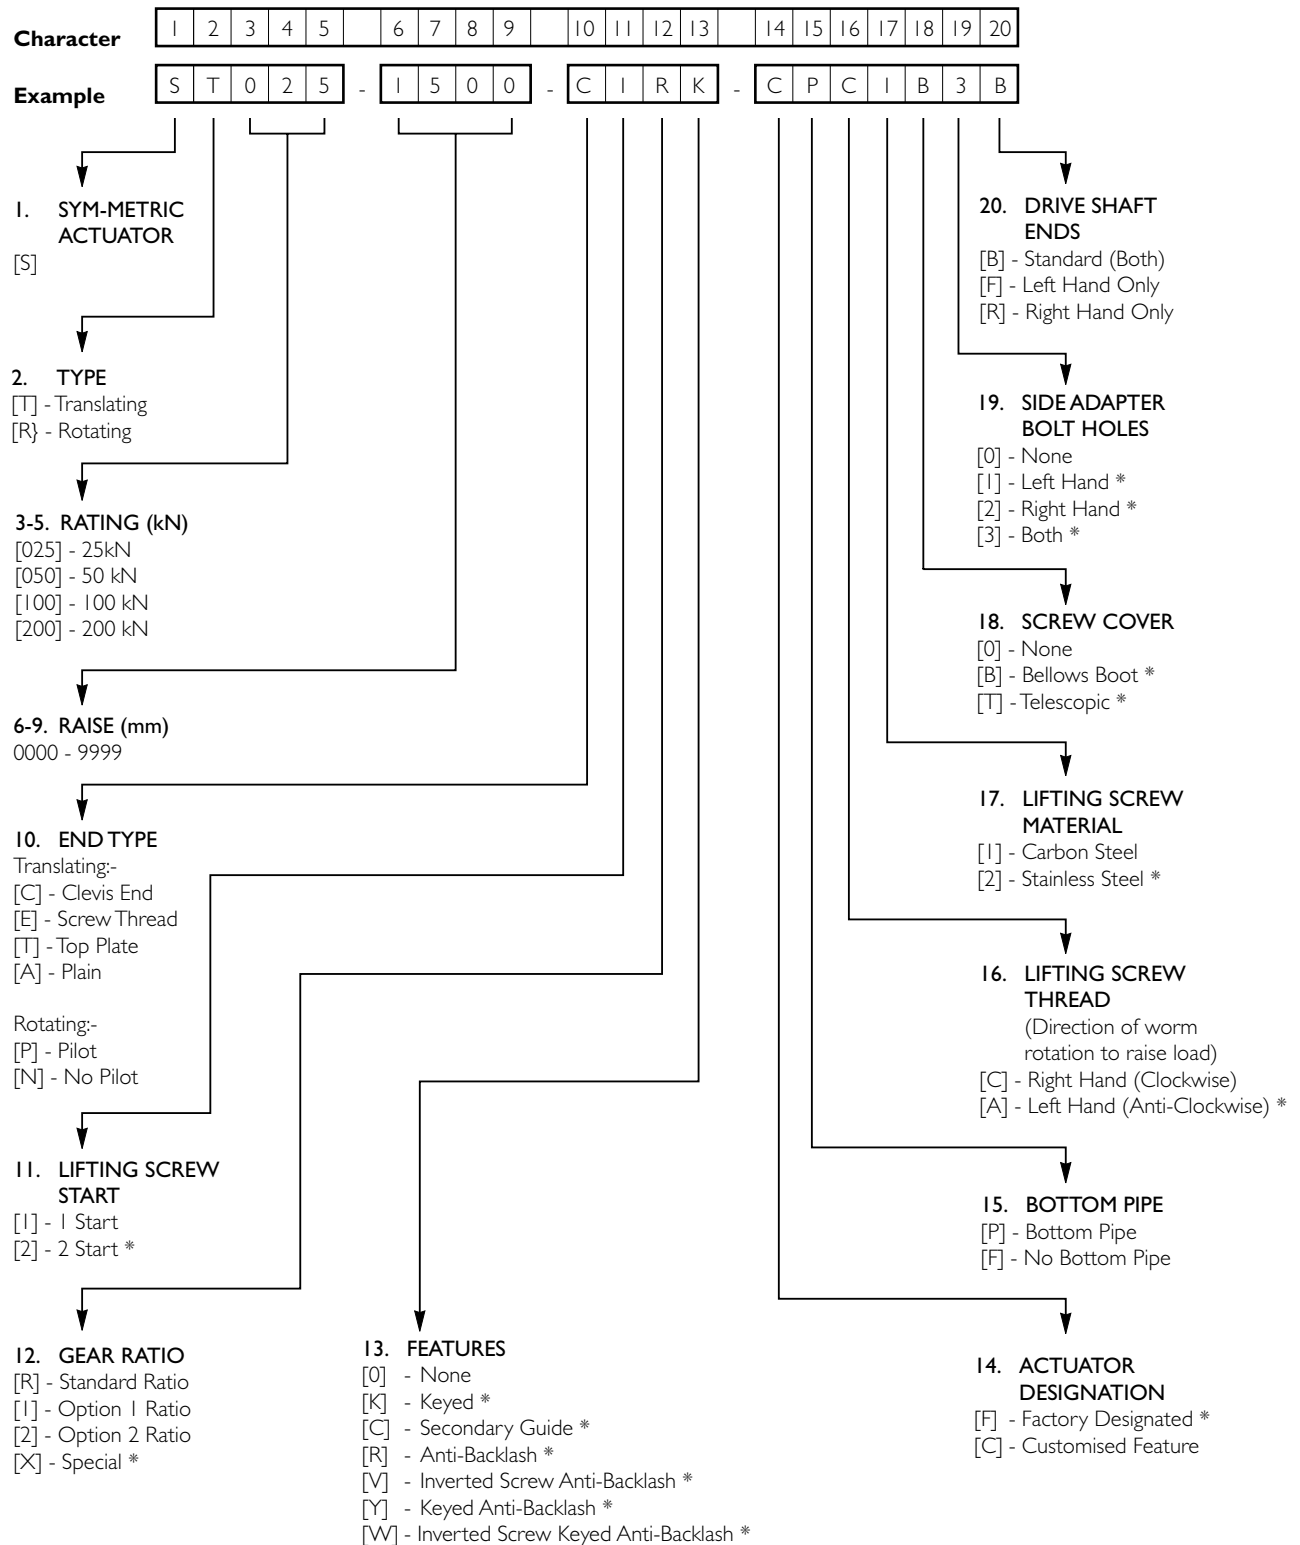 Character 1 2 3 4 5 6 7 8 9 10 11 12 13 14 15 16 17 18 19 20
Example S T 0 2 5 - 1 5 0 0 - C 1 R K - C P C 1 B 3 B
1. SYM-METRIC
ACTUATOR
[S]
2. TYPE
[T] - Translating
[R} - Rotating
3-5. RATING (kN)
[025] - 25kN
[050] - 50 kN
[100] - 100 kN
[200] - 200 kN
6-9. RAISE (mm)
0000 - 9999
10. END TYPE
Translating:-
[C] - Clevis End
[E] - Screw Thread
[T] - Top Plate
[A] - Plain
Rotating:-
[P] - Pilot
[N] - No Pilot
11. LIFTING SCREW
START
[1] - 1 Start
[2] - 2 Start *
12. GEAR RATIO
[R] - Standard Ratio
[1] - Option 1 Ratio
[2] - Option 2 Ratio
[X] - Special *
13. FEATURES
[0] - None
[K] - Keyed *
[C] - Secondary Guide *
[R] - Anti-Backlash *
[V] - Inverted Screw Anti-Backlash *
[Y] - Keyed Anti-Backlash *
[W] - Inverted Screw Keyed Anti-Backlash *
20. DRIVE SHAFT
ENDS
[B] - Standard (Both)
[F] - Left Hand Only
[R] - Right Hand Only
19. SIDE ADAPTER
BOLT HOLES
[0] - None
[1] - Left Hand *
[2] - Right Hand *
[3] - Both *
18. SCREW COVER
[0] - None
[B] - Bellows Boot *
[T] - Telescopic *
17. LIFTING SCREW
MATERIAL
[1] - Carbon Steel
[2] - Stainless Steel *
16. LIFTING SCREW
THREAD
(Direction of worm
rotation to raise load)
[C] - Right Hand (Clockwise)
[A] - Left Hand (Anti-Clockwise) *
15. BOTTOM PIPE
[P] - Bottom Pipe
[F] - No Bottom Pipe
14. ACTUATOR
DESIGNATION
[F] - Factory Designated *
[C] - Customised Feature